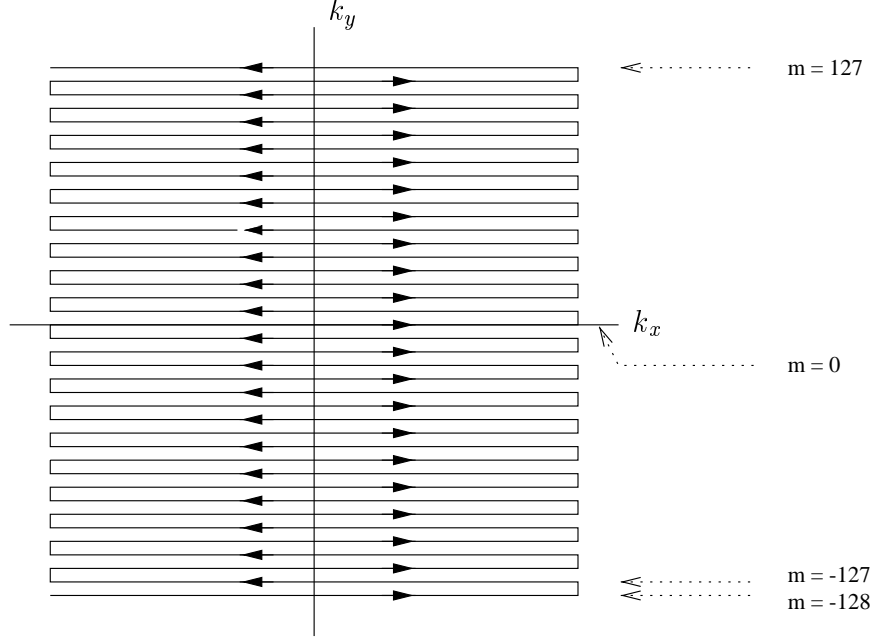 k_y
m = 127
k_x
m = 0
m = -127
m = -128